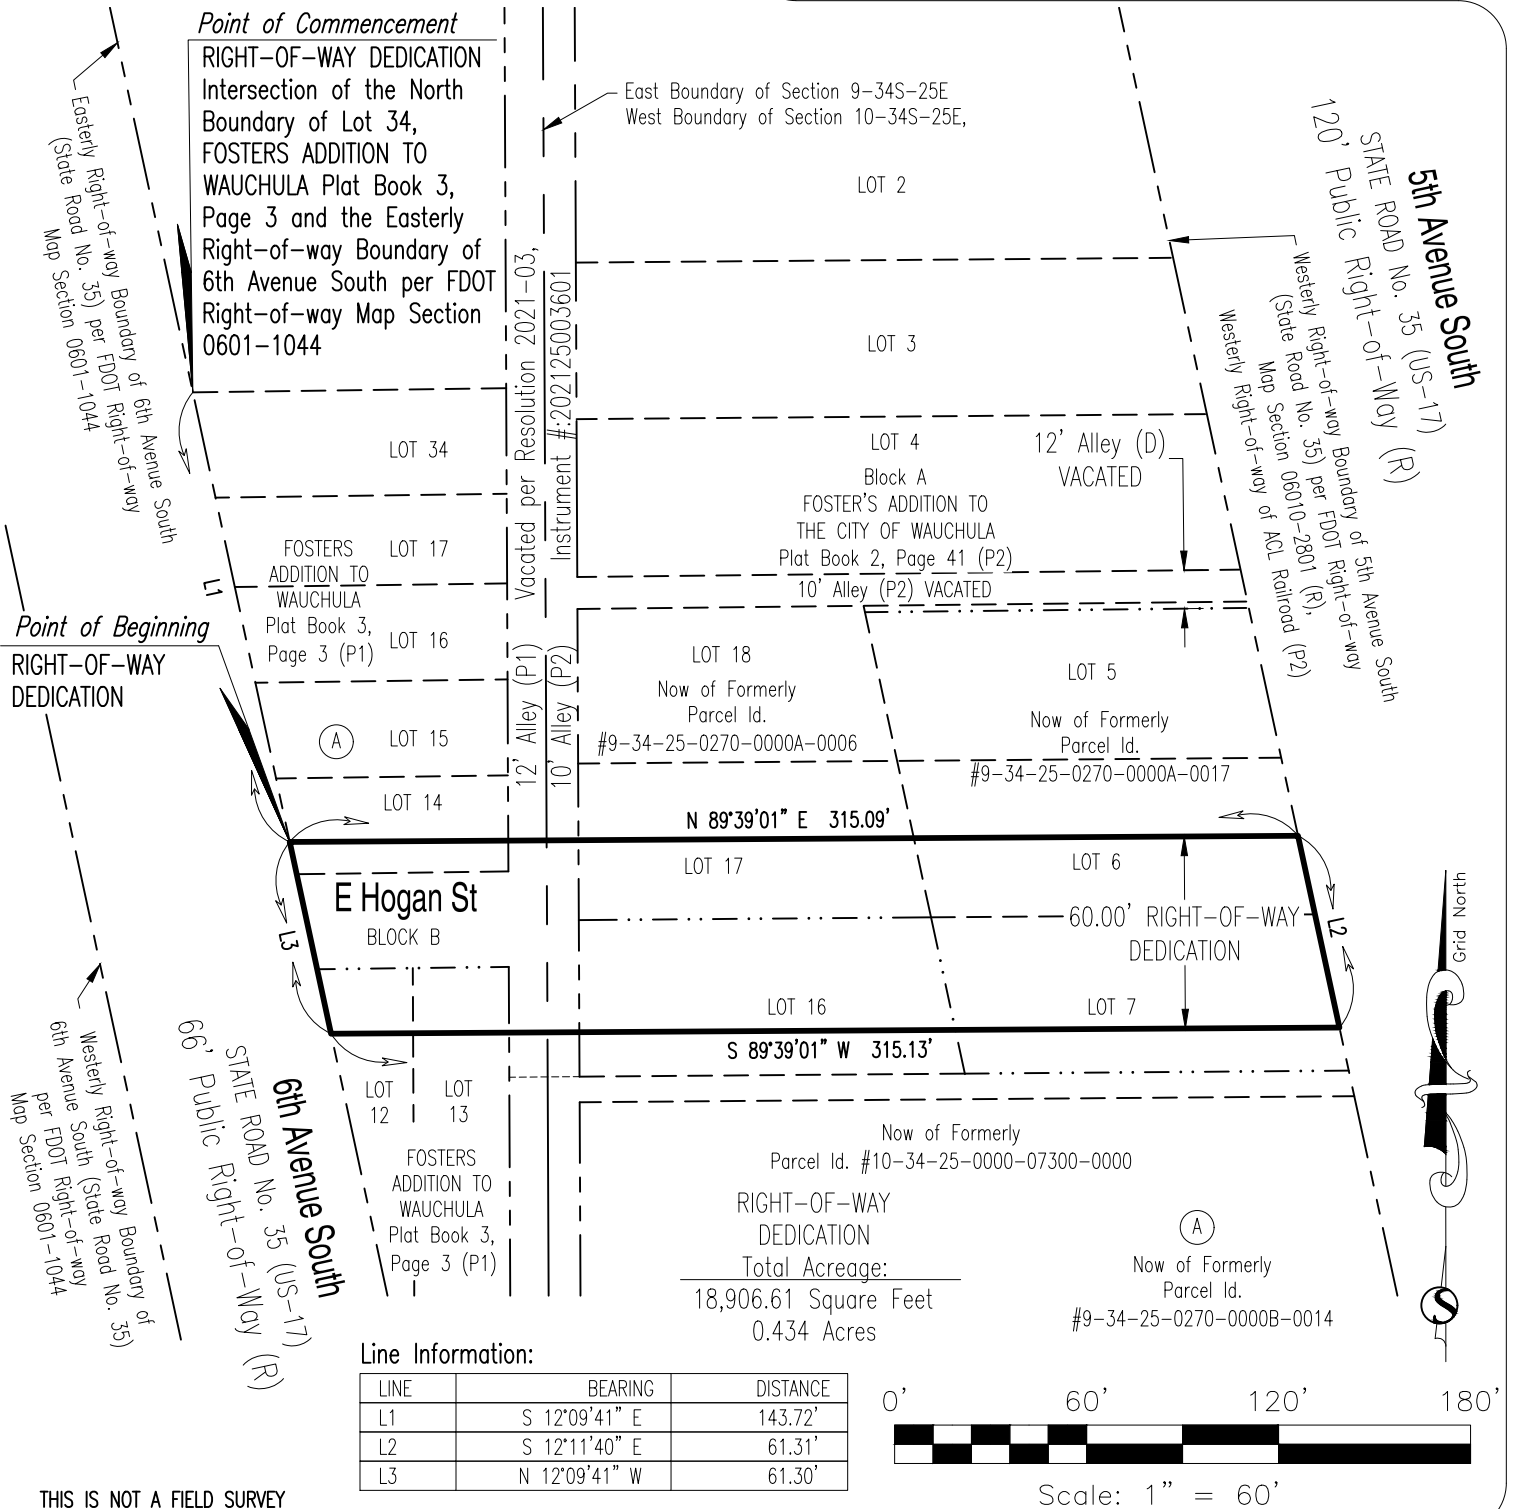 Point of Commencement
RIGHT-OF-WAY DEDICATION
Intersection of the North
Boundary of Lot 34,
FOSTERS ADDITION TO
WAUCHULA Plat Book 3,
Page 3 and the Easterly
Right-of-way Boundary of
6th Avenue South per FDOT
Right-of-way Map Section
0601-1044
Easterly Right-of-way Boundary of 6th Avenue South
(State Road No. 35) per FDOT Right-of-way
Map Section 0601-1044
East Boundary of Section 9-34S-25E
West Boundary of Section 10-34S-25E,
5th Avenue South
STATE ROAD No. 35 (US-17)
120' Public Right-of-Way (R)
Westerly Right-of-way Boundary of 5th Avenue South
(State Road No. 35) per FDOT Right-of-way
Map Section 06010-2801 (R),
Westerly Right-of-way of ACL Railroad (P2)
LOT 2
LOT 3
LOT 4
Block A
FOSTER'S ADDITION TO
THE CITY OF WAUCHULA
Plat Book 2, Page 41 (P2)
12' Alley (D)
VACATED
10' Alley (P2) VACATED
Vacated per Resolution 2021-03,
Instrument #:202125003601
12' Alley (P1)
10' Alley (P2)
LOT 34
FOSTERS
ADDITION TO
WAUCHULA
Plat Book 3,
Page 3 (P1)
LOT 17
LOT 16
A
LOT 15
LOT 14
L1
Point of Beginning
RIGHT-OF-WAY
DEDICATION
LOT 18
Now of Formerly
Parcel Id.
#9-34-25-0270-0000A-0006
LOT 5
Now of Formerly
Parcel Id.
#9-34-25-0270-0000A-0017
N 89°39'01" E 315.09'
LOT 17
LOT 6
E Hogan St
BLOCK B
L3
60.00' RIGHT-OF-WAY
DEDICATION
L2
LOT 16
LOT 7
S 89°39'01" W 315.13'
Grid North
S
Westerly Right-of-way Boundary of
6th Avenue South (State Road No. 35)
per FDOT Right-of-way
Map Section 0601-1044
6th Avenue South
STATE ROAD No. 35 (US-17)
66' Public Right-of-Way (R)
LOT
12
LOT
13
FOSTERS
ADDITION TO
WAUCHULA
Plat Book 3,
Page 3 (P1)
Now of Formerly
Parcel Id. #10-34-25-0000-07300-0000
RIGHT-OF-WAY
DEDICATION
Total Acreage:
18,906.61 Square Feet
0.434 Acres
A
Now of Formerly
Parcel Id.
#9-34-25-0270-0000B-0014
Line Information:
LINE BEARING DISTANCE
L1 S 12°09'41" E 143.72'
L2 S 12°11'40" E 61.31'
L3 N 12°09'41" W 61.30'
0' 60' 120' 180'
Scale: 1" = 60'
THIS IS NOT A FIELD SURVEY